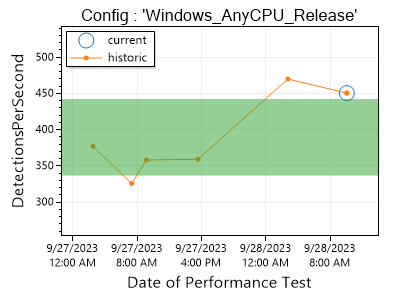 Config : 'Windows_AnyCPU_Release'
current
historic
DetectionsPerSecond
500
450
400
350
300
9/27/2023 9/27/2023 9/27/2023 9/28/2023 9/28/2023
12:00 AM 8:00 AM 4:00 PM 12:00 AM 8:00 AM
Date of Performance Test